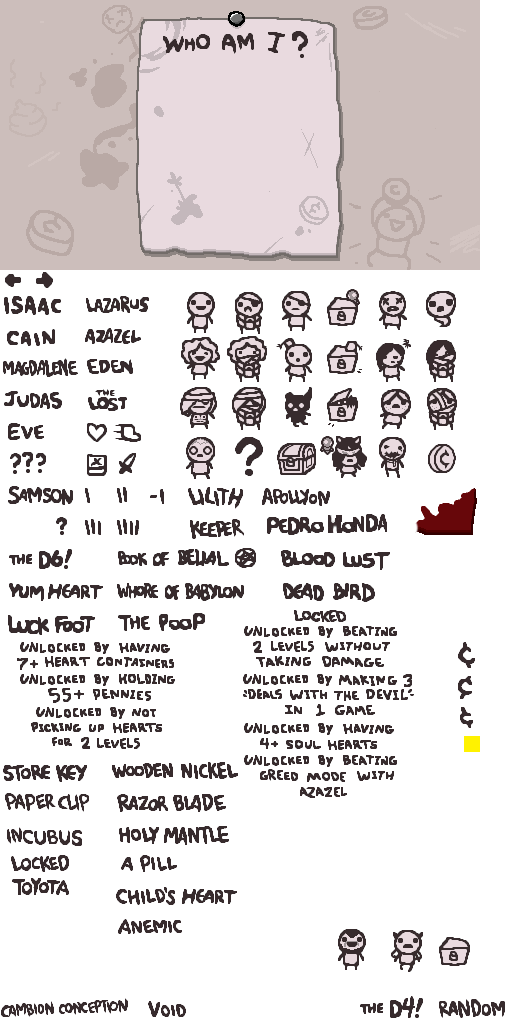 WHO AM I?
ISAAC LAZARUS
CAIN AZAZEL
MAGDALENE EDEN
JUDAS THE LOST
EVE
??? ?
SAMSON I II -1 LILITH APOLLYON
? III IIII KEEPER PEDRO HONDA
THE D6! BOOK OF BELIAL BLOOD LUST
YUM HEART WHORE OF BABYLON DEAD BIRD
LUCK FOOT THE POOP
UNLOCKED BY HAVING
7+ HEART CONTAINERS
UNLOCKED BY HOLDING
55+ PENNIES
UNLOCKED BY NOT
PICKING UP HEARTS
FOR 2 LEVELS
LOCKED
UNLOCKED BY BEATING
2 LEVELS WITHOUT
TAKING DAMAGE
UNLOCKED BY MAKING 3
"DEALS WITH THE DEVIL"
IN 1 GAME
UNLOCKED BY HAVING
4+ SOUL HEARTS
UNLOCKED BY BEATING
GREED MODE WITH
AZAZEL
¢
¢
¢
STORE KEY WOODEN NICKEL
PAPER CLIP RAZOR BLADE
INCUBUS HOLY MANTLE
LOCKED A PILL
TOYOTA
CHILD'S HEART
ANEMIC
CAMBION CONCEPTION VOID THE D4! RANDOM